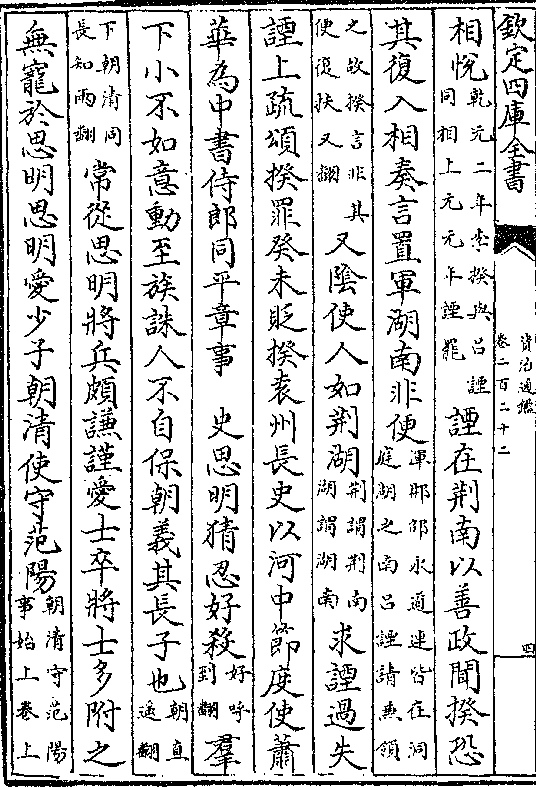 欽定四庫全書
資治通鑑
卷二百二十二
四
相悅乾元二年李揆與呂諲同相上元元年諲罷諲在荆南以善政聞揆恐
其復入相奏言置軍湖南非便潭郴邵永道連皆在洞庭湖之南呂諲請兼領
之故揆言非其便復扶又翻又隂使人如荆湖荆謂荆南湖謂湖南求諲過失
諲上疏頌揆罪癸未貶揆袁州長史以河中節度使蕭
華為中書侍郎同平章事　史思明猜忍好殺好呼到翻羣
下小不如意動至族誅人不自保朝義其長子也朝直遥翻
下朝清同長知兩翻常從思明將兵頗謙謹愛士卒將士多附之
無寵於思明思明愛少子朝清使守范陽朝清守范陽事始上卷上